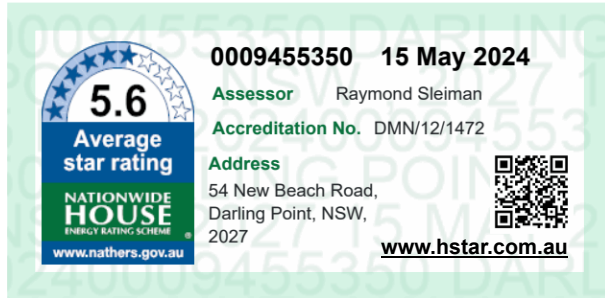 0009455350 15 May 2024
5.6
Average
star rating
NATIONWIDE
HOUSE
ENERGY RATING SCHEME ®
www.nathers.gov.au
Assessor Raymond Sleiman
Accreditation No. DMN/12/1472
Address
54 New Beach Road,
Darling Point, NSW,
2027
www.hstar.com.au